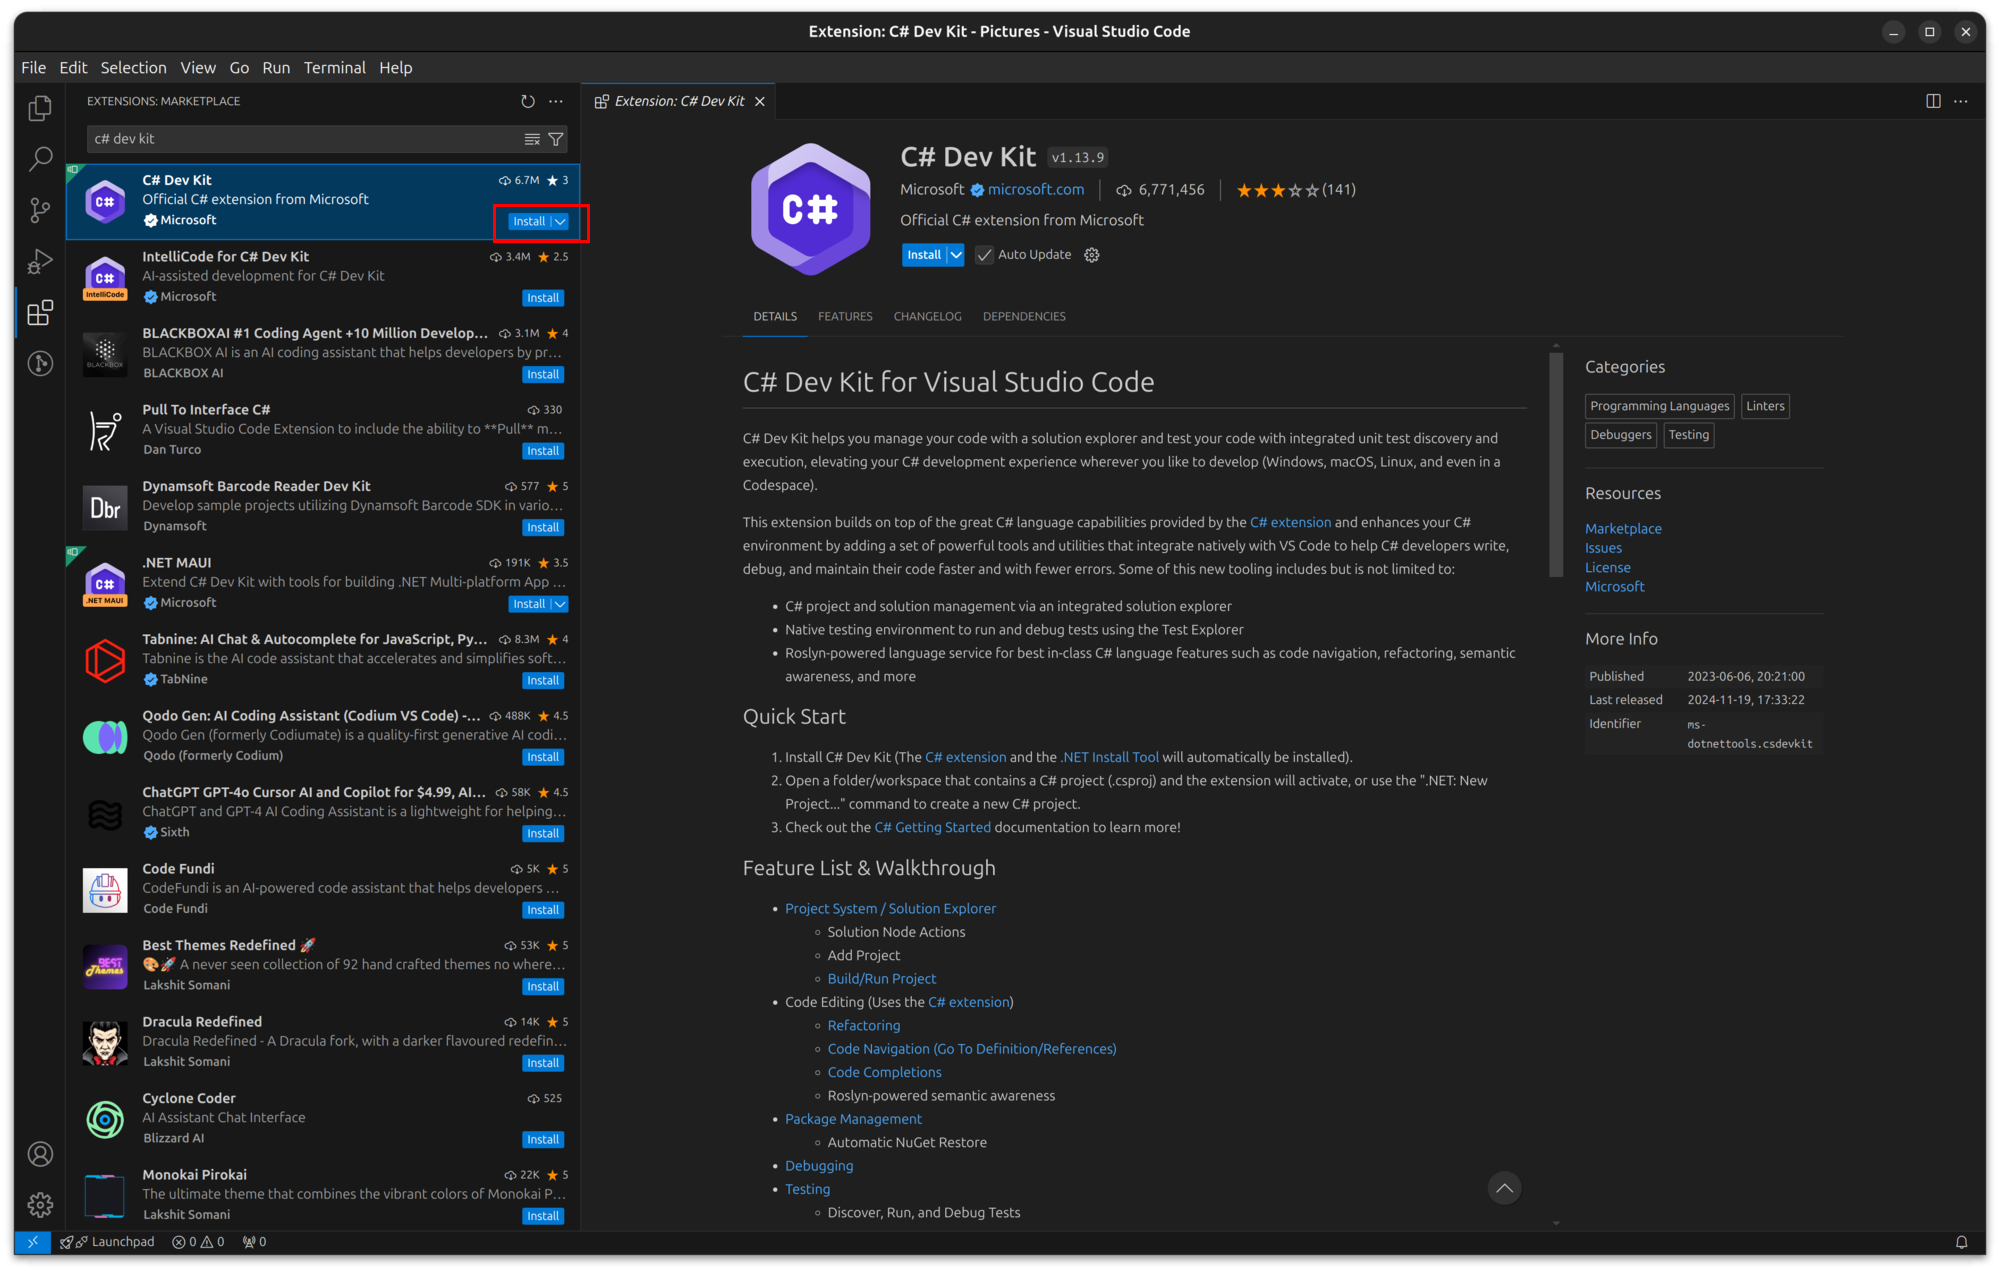 Extension: C# Dev Kit - Pictures - Visual Studio Code
File Edit Selection View Go Run Terminal Help
EXTENSIONS: MARKETPLACE
c# dev kit
C# Dev Kit 6.7M 3
Official C# extension from Microsoft
Microsoft Install
IntelliCode for C# Dev Kit 3.4M 2.5
AI-assisted development for C# Dev Kit
Microsoft Install
C#
IntelliCode
BLACKBOXAI #1 Coding Agent +10 Million Develop... 3.1M 4
BLACKBOX AI is an AI coding assistant that helps developers by pr...
BLACKBOX AI Install
BLACKBOX
Pull To Interface C# 330
A Visual Studio Code Extension to include the ability to **Pull** m...
Dan Turco Install
Dynamsoft Barcode Reader Dev Kit 577 5
Develop sample projects utilizing Dynamsoft Barcode SDK in vario...
Dynamsoft Install
Dbr
.NET MAUI 191K 3.5
Extend C# Dev Kit with tools for building .NET Multi-platform App ...
Microsoft Install
C#
.NET MAUI
Tabnine: AI Chat & Autocomplete for JavaScript, Py... 8.3M 4
Tabnine is the AI code assistant that accelerates and simplifies soft...
TabNine Install
Qodo Gen: AI Coding Assistant (Codium VS Code) -... 488K 4.5
Qodo Gen (formerly Codiumate) is a quality-first generative AI codi...
Qodo (formerly Codium) Install
ChatGPT GPT-4o Cursor AI and Copilot for $4.99, AI... 58K 4.5
ChatGPT and GPT-4 AI Coding Assistant is a lightweight for helping...
Sixth Install
Code Fundi 5K 5
CodeFundi is an AI-powered code assistant that helps developers ...
Code Fundi Install
Best Themes Redefined 🚀 53K 5
🎨🚀 A never seen collection of 92 hand crafted themes no where...
Lakshit Somani Install
BEST
Themes
Dracula Redefined 14K 5
Dracula Redefined - A Dracula fork, with a darker flavoured redefin...
Lakshit Somani Install
Cyclone Coder 525
AI Assistant Chat Interface
Blizzard AI Install
Monokai Pirokai 22K 5
The ultimate theme that combines the vibrant colors of Monokai P...
Lakshit Somani Install
Extension: C# Dev Kit
C#
C# Dev Kit v1.13.9
Microsoft microsoft.com 6,771,456 (141)
Official C# extension from Microsoft
Install Auto Update
DETAILS FEATURES CHANGELOG DEPENDENCIES
C# Dev Kit for Visual Studio Code
C# Dev Kit helps you manage your code with a solution explorer and test your code with integrated unit test discovery and
execution, elevating your C# development experience wherever you like to develop (Windows, macOS, Linux, and even in a
Codespace).
This extension builds on top of the great C# language capabilities provided by the C# extension and enhances your C#
environment by adding a set of powerful tools and utilities that integrate natively with VS Code to help C# developers write,
debug, and maintain their code faster and with fewer errors. Some of this new tooling includes but is not limited to:
• C# project and solution management via an integrated solution explorer
• Native testing environment to run and debug tests using the Test Explorer
• Roslyn-powered language service for best in-class C# language features such as code navigation, refactoring, semantic
awareness, and more
Quick Start
1. Install C# Dev Kit (The C# extension and the .NET Install Tool will automatically be installed).
2. Open a folder/workspace that contains a C# project (.csproj) and the extension will activate, or use the ".NET: New
Project..." command to create a new C# project.
3. Check out the C# Getting Started documentation to learn more!
Feature List & Walkthrough
• Project System / Solution Explorer
◦ Solution Node Actions
◦ Add Project
◦ Build/Run Project
• Code Editing (Uses the C# extension)
◦ Refactoring
◦ Code Navigation (Go To Definition/References)
◦ Code Completions
◦ Roslyn-powered semantic awareness
• Package Management
◦ Automatic NuGet Restore
• Debugging
• Testing
◦ Discover, Run, and Debug Tests
Categories
Programming Languages Linters
Debuggers Testing
Resources
Marketplace
Issues
License
Microsoft
More Info
Published 2023-06-06, 20:21:00
Last released 2024-11-19, 17:33:22
Identifier ms-
dotnettools.csdevkit
Launchpad 0 0 0